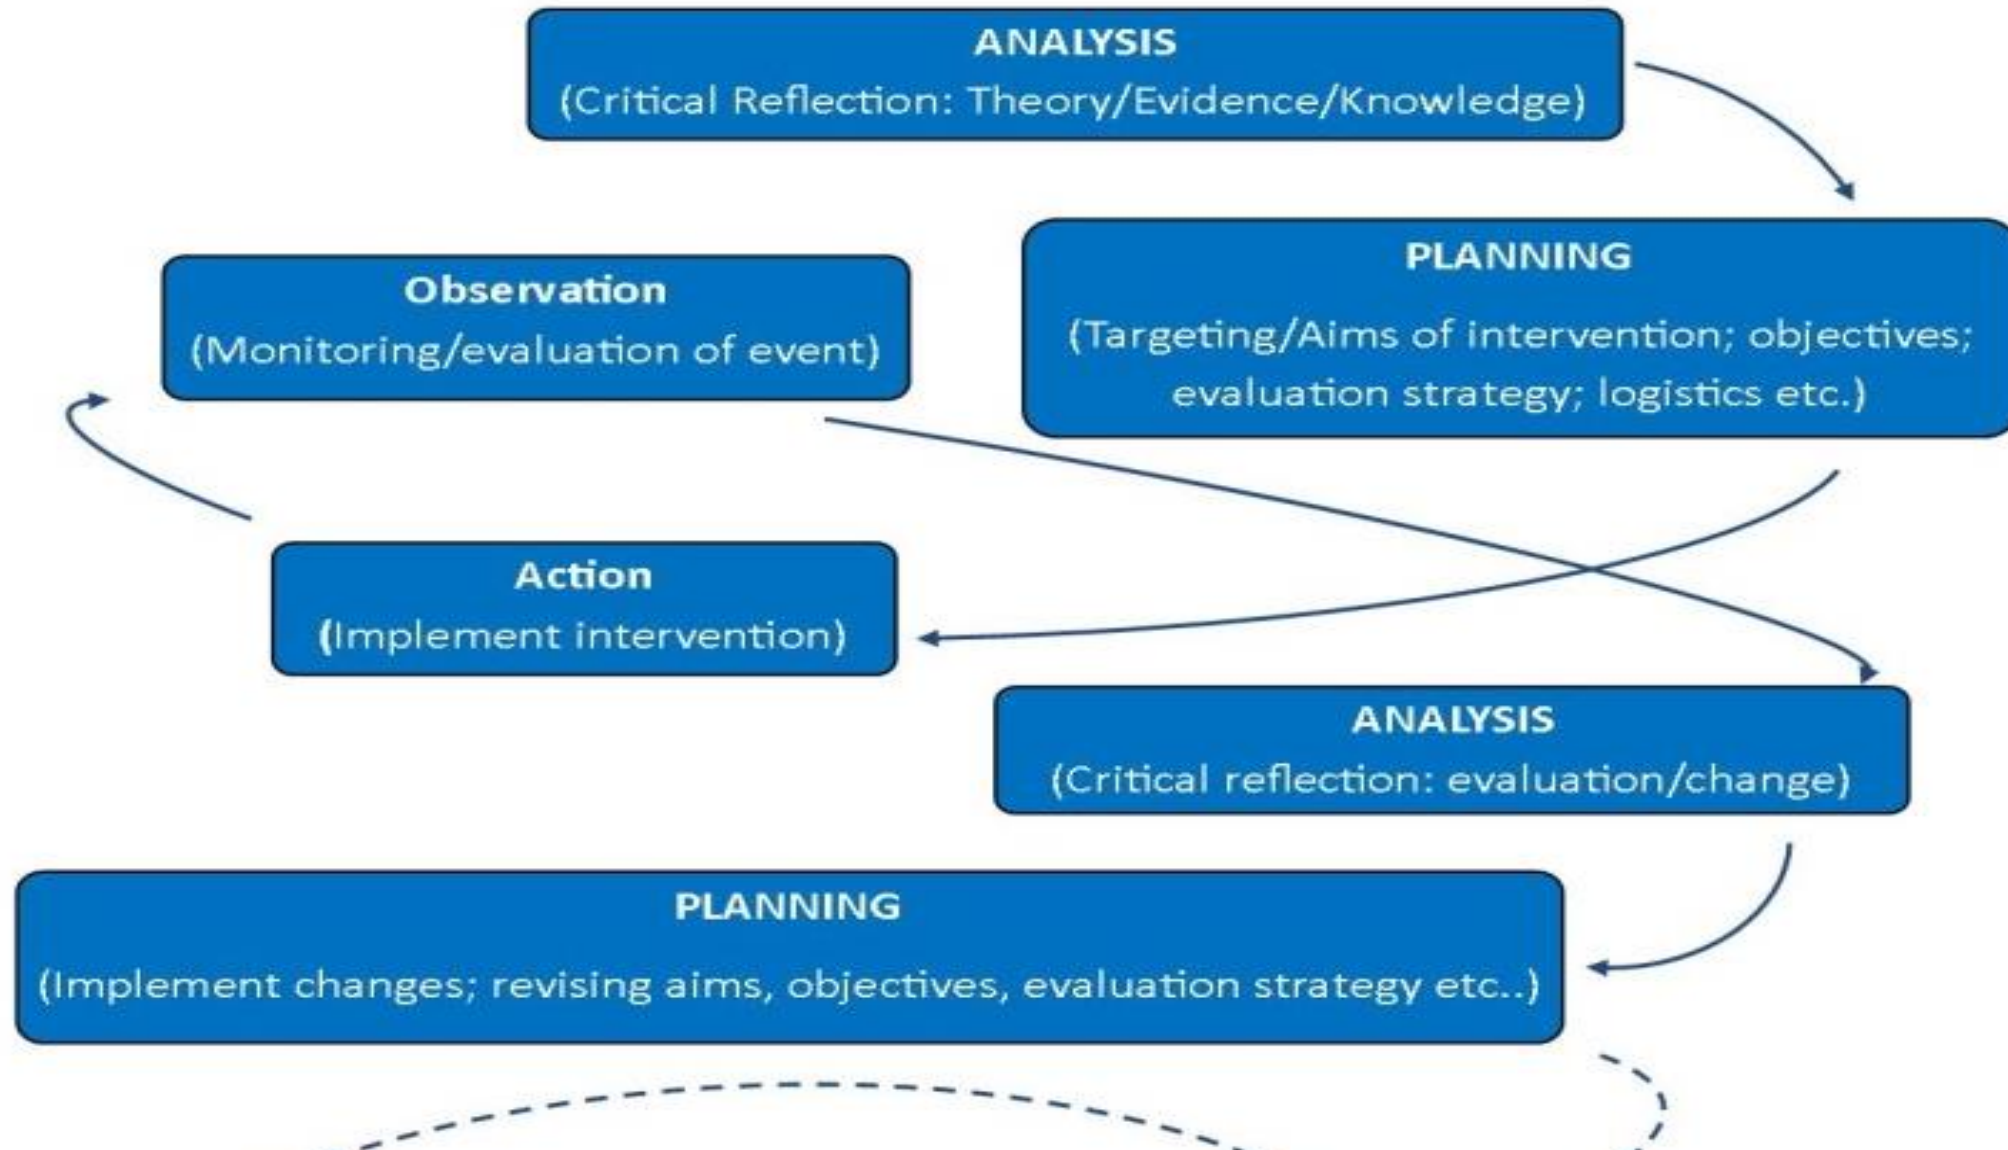 ANALYSIS
(Critical Reflection: Theory/Evidence/Knowledge)
PLANNING
(Targeting/Aims of intervention; objectives;
evaluation strategy; logistics etc.)
Observation
(Monitoring/evaluation of event)
Action
(Implement intervention)
ANALYSIS
(Critical reflection: evaluation/change)
PLANNING
(Implement changes; revising aims, objectives, evaluation strategy etc..)